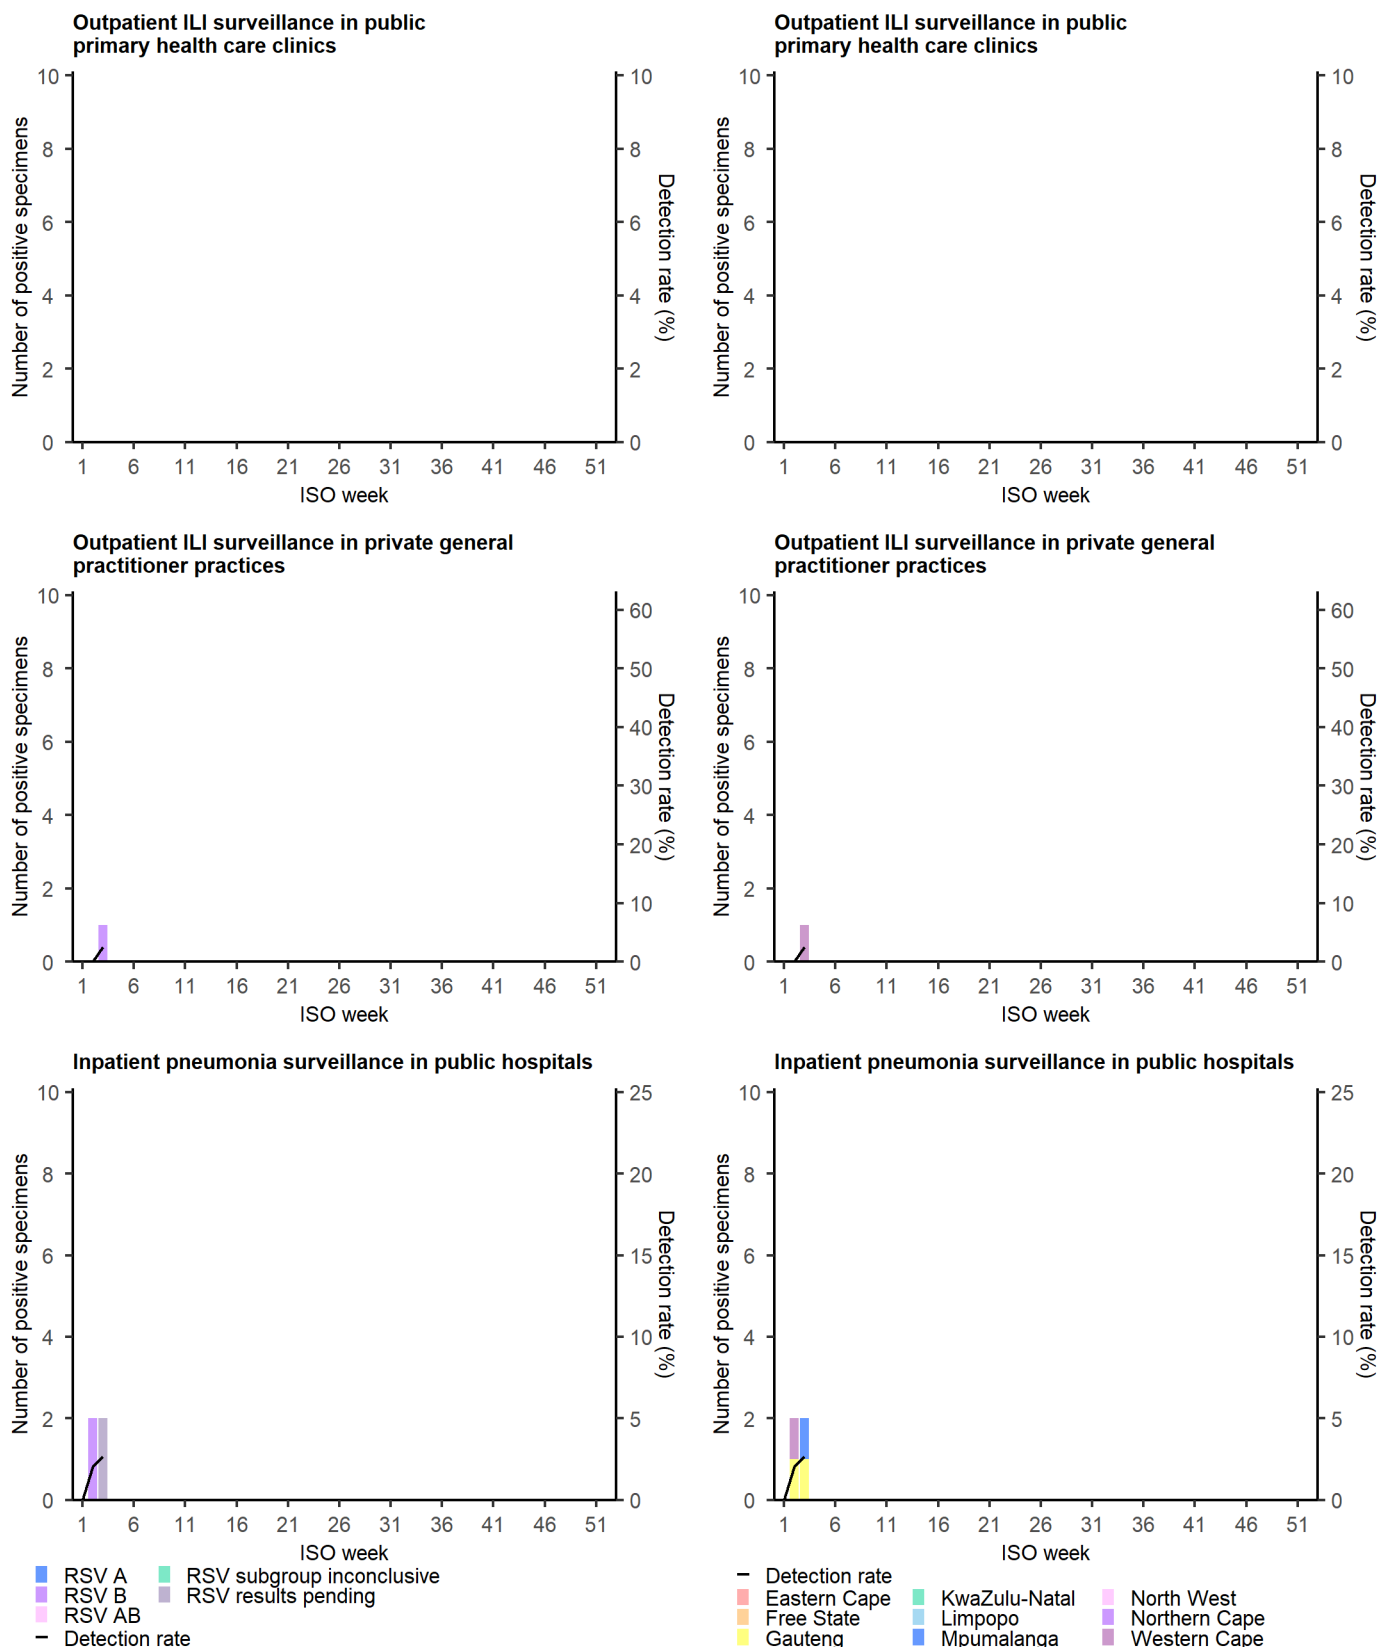 Outpatient ILI surveillance in public
primary health care clinics
10
8
6
4
2
0
Number of positive specimens
10
8
6
4
2
0
Detection rate (%)
1 6 11 16 21 26 31 36 41 46 51
ISO week
Outpatient ILI surveillance in public
primary health care clinics
10
8
6
4
2
0
Number of positive specimens
10
8
6
4
2
0
Detection rate (%)
1 6 11 16 21 26 31 36 41 46 51
ISO week
Outpatient ILI surveillance in private general
practitioner practices
10
8
6
4
2
0
Number of positive specimens
60
50
40
30
20
10
0
Detection rate (%)
1 6 11 16 21 26 31 36 41 46 51
ISO week
Outpatient ILI surveillance in private general
practitioner practices
10
8
6
4
2
0
Number of positive specimens
60
50
40
30
20
10
0
Detection rate (%)
1 6 11 16 21 26 31 36 41 46 51
ISO week
Inpatient pneumonia surveillance in public hospitals
10
8
6
4
2
0
Number of positive specimens
25
20
15
10
5
0
Detection rate (%)
1 6 11 16 21 26 31 36 41 46 51
ISO week
RSV A RSV subgroup inconclusive
RSV B RSV results pending
RSV AB
Detection rate
Inpatient pneumonia surveillance in public hospitals
10
8
6
4
2
0
Number of positive specimens
25
20
15
10
5
0
Detection rate (%)
1 6 11 16 21 26 31 36 41 46 51
ISO week
Detection rate
Eastern Cape KwaZulu-Natal North West
Free State Limpopo Northern Cape
Gauteng Mpumalanga Western Cape